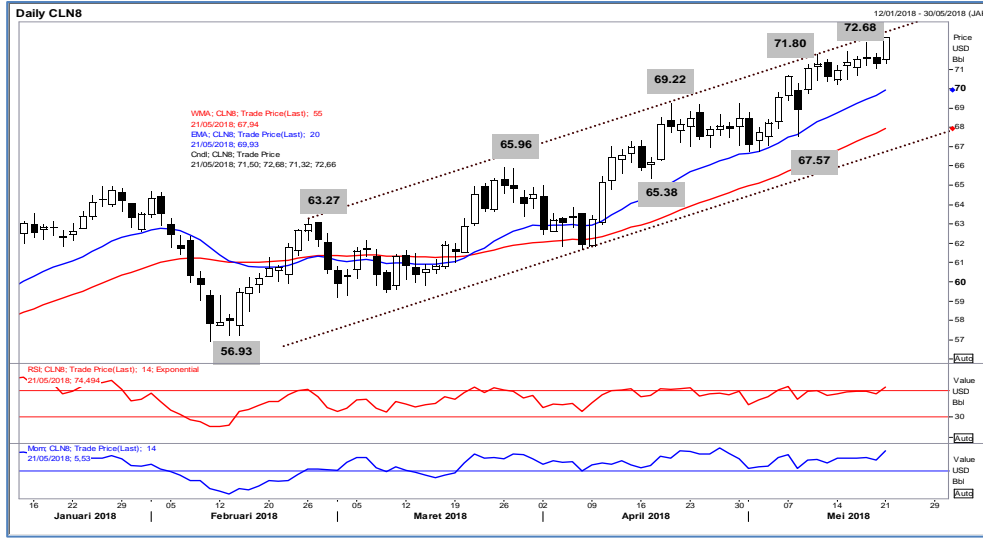 Daily CLN8
12/01/2018 - 30/05/2018 (JAK
Price
USD
Bbl
WMA; CLN8; Trade Price(Last); 55
21/05/2018; 67,94
EMA; CLN8; Trade Price(Last); 20
21/05/2018; 69,93
Cndl; CLN8; Trade Price
21/05/2018; 71,50; 72,68; 71,32; 72,66
72.68
71.80
69.22
65.96
63.27
67.57
65.38
56.93
71
70
69
68
67
66
65
64
63
62
61
60
59
58
57
Auto
RSI; CLN8; Trade Price(Last); 14; Exponential
21/05/2018; 74,494
Value
USD
Bbl
30
Auto
Mom; CLN8; Trade Price(Last); 14
21/05/2018; 5,53
Value
USD
Bbl
Auto
16 22 29 05 12 20 26 05 12 19 26 02 09 16 23 30 07 14 21 29
Januari 2018 Februari 2018 Maret 2018 April 2018 Mei 2018